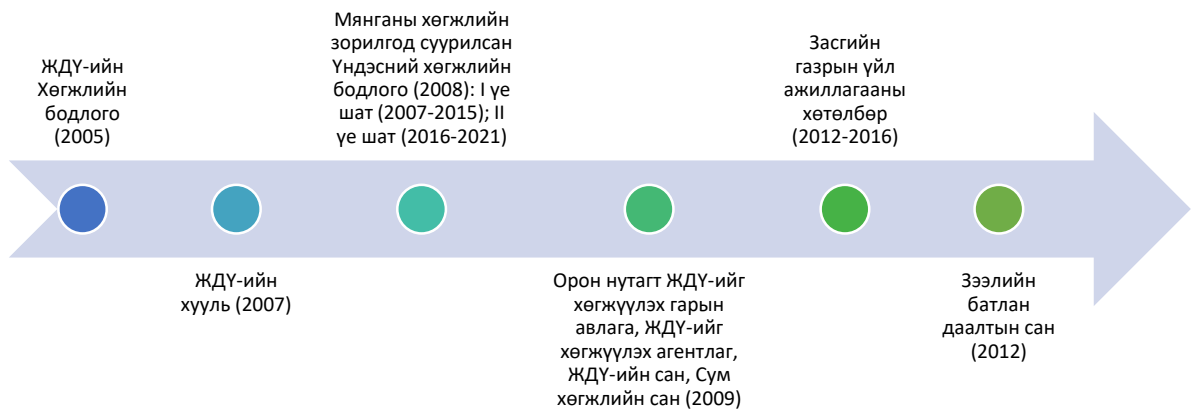 ЖДҮ-ийн
Хөгжлийн
бодлого
(2005)
ЖДҮ-ийн
хууль (2007)
Мянганы хөгжлийн
зорилгод суурилсан
Үндэсний хөгжлийн
бодлого (2008): I үе
шат (2007-2015); II
үе шат (2016-2021)
Орон нутагт ЖДҮ-ийг
хөгжүүлэх гарын
авлага, ЖДҮ-ийг
хөгжүүлэх агентлаг,
ЖДҮ-ийн сан, Сум
хөгжлийн сан (2009)
Засгийн
газрын үйл
ажиллагааны
хөтөлбөр
(2012-2016)
Зээлийн
батлан
даалтын сан
(2012)